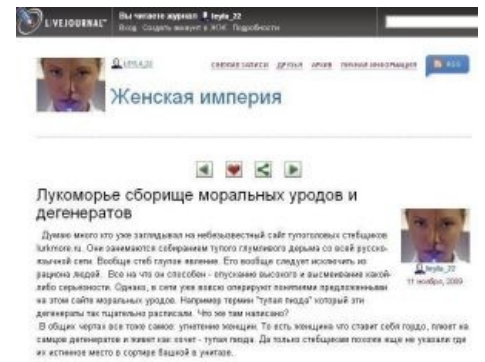 LIVEJOURNAL™
Вы читаете журнал leyla_22
Вход Создать аккаунт в ЖЖ Подробности
LEYLA_22
СВЕЖИЕ ЗАПИСИ ДРУЗЬЯ АРХИВ ЛИЧНАЯ ИНФОРМАЦИЯ
RSS
Женская империя
Лукоморье сборище моральных уродов и
дегенератов
Думаю много кто уже заглядывал на небезызвестный сайт тупоголовых стебщиков
lurkmore.ru. Они занимаются собиранием тупого глумливого дерьма со всей русско-
язычной сети. Вообще стеб глупое явление. Его вообще следует исключить из
рациона людей. Все на что он способен - опускание высокого и высмеивание какой-
либо серьезности. Однако, в сети уже вовсю оперируют понятиями предложенными
на этом сайте моральных уродов. Например термин "тупая пизда" который эти
дегенераты так тщательно расписали. Что же там написано?
В общих чертах все тоже самое: угнетение женщин. То есть женщина что ставит себя гордо, плюет на
самцов дегенератов и живет как хочет - тупая пизда. Да только стебщикам похоже еще не указали где
их истинное место в сортире башкой в унитазе.
leyla_22
11 ноября, 2009